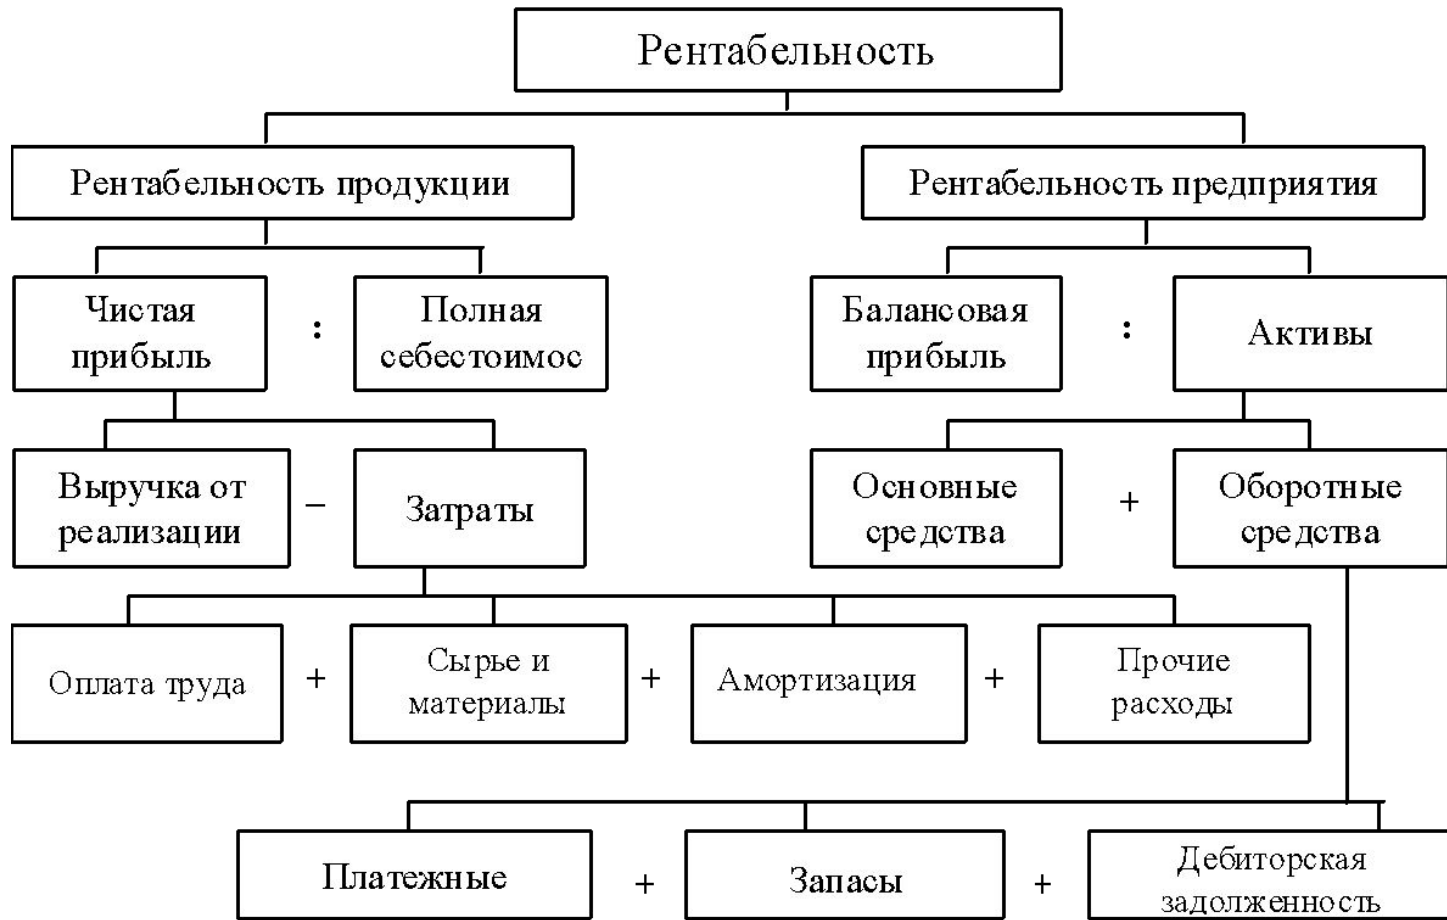 Рентабельность
Рентабельность продукции
Рентабельность предприятия
Чистая
прибыль
:
Полная
себестоимос
Балансовая
прибыль
:
Активы
Выручка от
реализации
–
Затраты
Основные
средства
+
Оборотные
средства
Оплата труда
+
Сырье и
материалы
+
Амортизация
+
Прочие
расходы
Платежные
+
Запасы
+
Дебиторская
задолженность